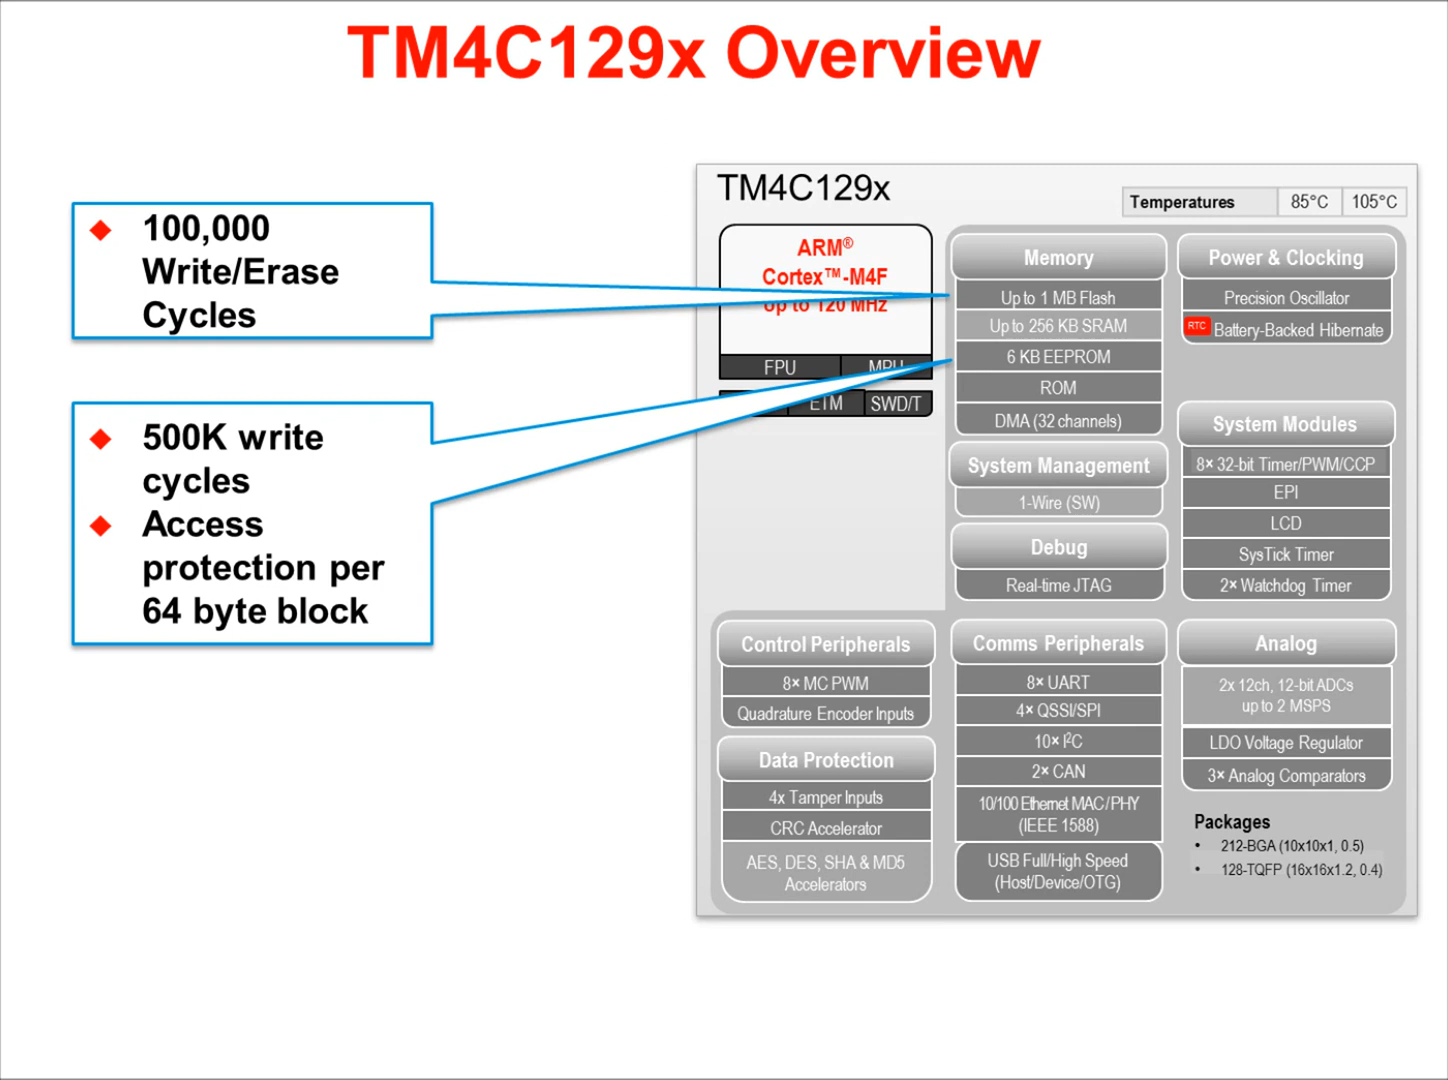 TM4C129x Overview
100,000
Write/Erase
Cycles
500K write
cycles
Access
protection per
64 byte block
TM4C129x
Temperatures 85°C 105°C
ARM®
Cortex™-M4F
up to 120 MHz
FPU MPU
ETM SWD/T
Memory
Up to 1 MB Flash
Up to 256 KB SRAM
6 KB EEPROM
ROM
DMA (32 channels)
System Management
1-Wire (SW)
Debug
Real-time JTAG
Power & Clocking
Precision Oscillator
RTC Battery-Backed Hibernate
System Modules
8× 32-bit Timer/PWM/CCP
EPI
LCD
SysTick Timer
2× Watchdog Timer
Control Peripherals
8× MC PWM
Quadrature Encoder Inputs
Data Protection
4x Tamper Inputs
CRC Accelerator
AES, DES, SHA & MD5
Accelerators
Comms Peripherals
8× UART
4× QSSI/SPI
10× I²C
2× CAN
10/100 Ethernet MAC/PHY
(IEEE 1588)
USB Full/High Speed
(Host/Device/OTG)
Analog
2x 12ch, 12-bit ADCs
up to 2 MSPS
LDO Voltage Regulator
3× Analog Comparators
Packages
• 212-BGA (10x10x1, 0.5)
• 128-TQFP (16x16x1.2, 0.4)